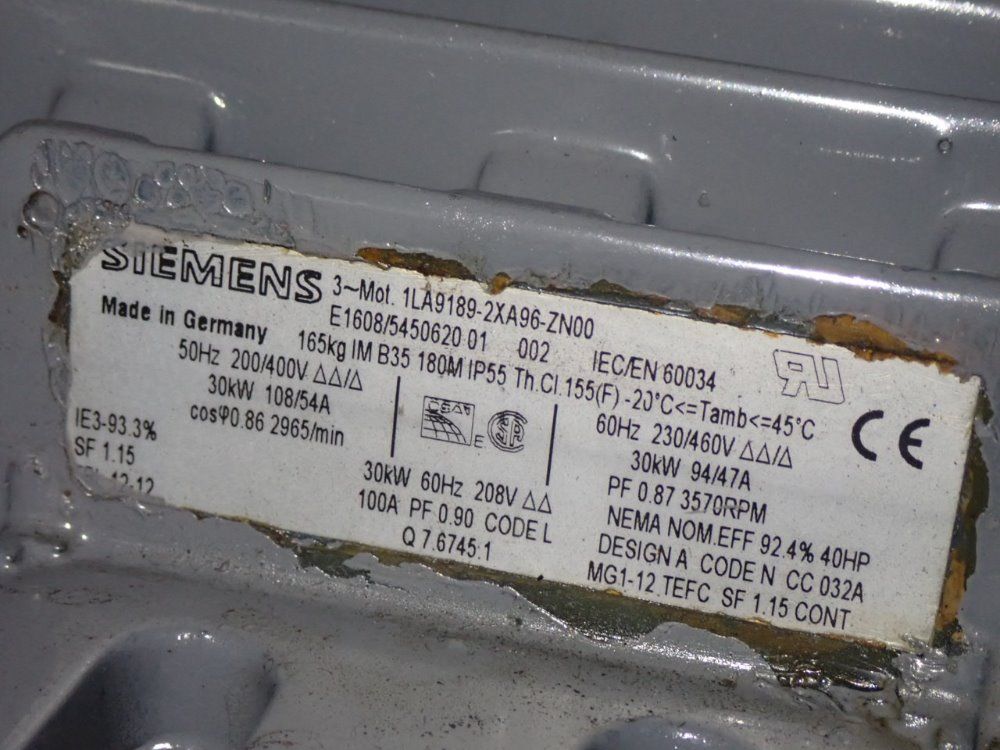 SIEMENS 3~Mot. 1LA9189-2XA96-ZN00
Made in Germany E1608/5450620 01 002 IEC/EN 60034
165kg IM B35 180M IP55 Th.Cl.155(F) -20°C<=Tamb<=45°C
50Hz 200/400V ΔΔ/Δ
30kW 108/54A
cosφ0.86 2965/min
IE3-93.3%
SF 1.15
12-12
CSA E
30kW 60Hz 208V ΔΔ
100A PF 0.90 CODE L
Q 7.6745.1
60Hz 230/460V ΔΔ/Δ
30kW 94/47A
PF 0.87 3570RPM
NEMA NOM.EFF 92.4% 40HP
DESIGN A CODE N CC 032A
MG1-12 TEFC SF 1.15 CONT
RU
CE